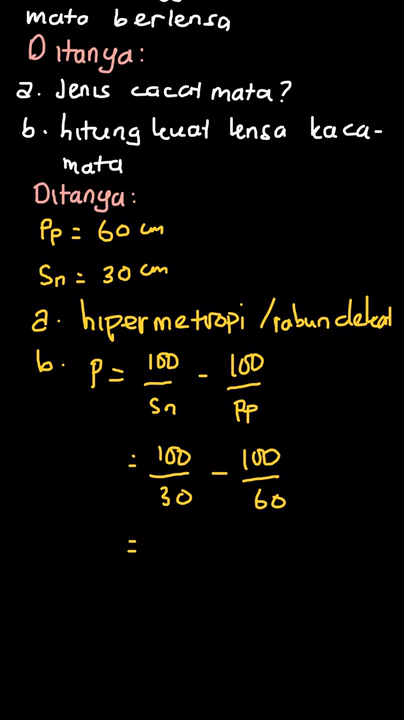 mata berlensa
Ditanya:
a. Jenis cacat mata?
b. hitung kuat lensa kaca-
mata
Ditanya:
Pp = 60 cm
Sn = 30 cm
a. hipermetropi /rabun dekat
b. P = 100/Sn - 100/Pp
= 100/30 - 100/60
=